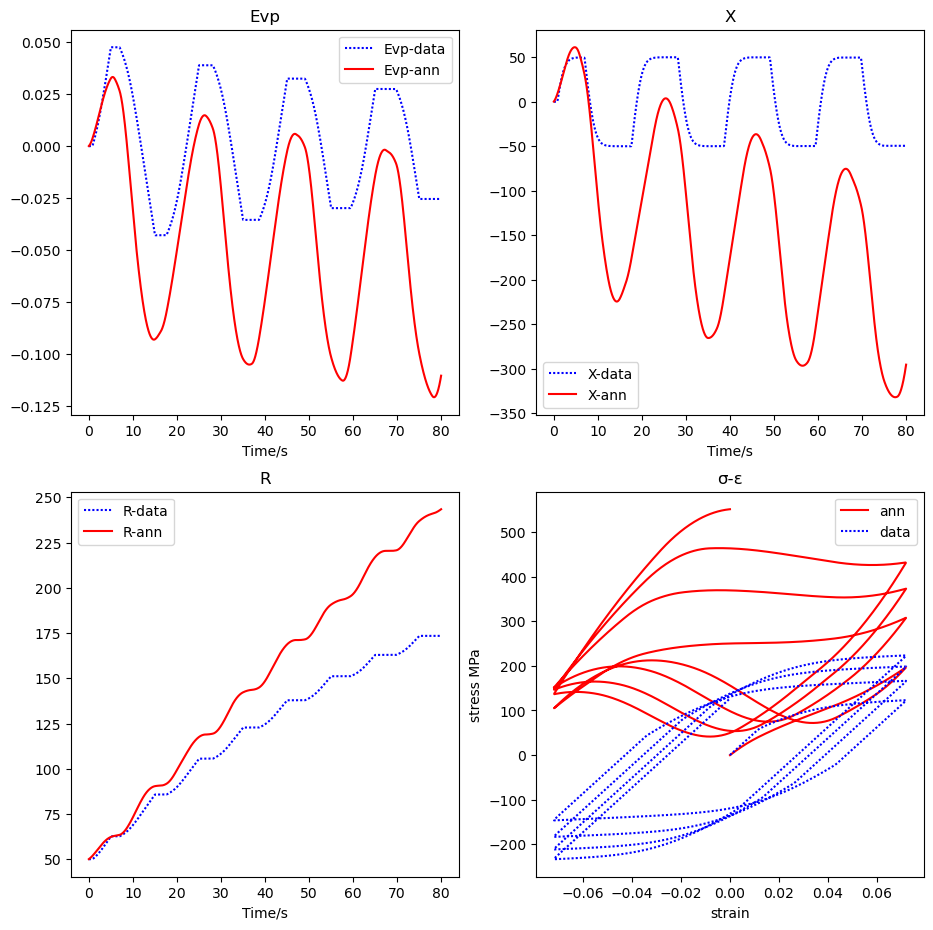 Evp
0.050
0.025
0.000
−0.025
−0.050
−0.075
−0.100
−0.125
Evp-data
Evp-ann
0 10 20 30 40 50 60 70 80
Time/s
X
50
0
−50
−100
−150
−200
−250
−300
−350
X-data
X-ann
0 10 20 30 40 50 60 70 80
Time/s
R
250
225
200
175
150
125
100
75
50
R-data
R-ann
0 10 20 30 40 50 60 70 80
Time/s
σ-ε
stress MPa
500
400
300
200
100
0
−100
−200
ann
data
−0.06 −0.04 −0.02 0.00 0.02 0.04 0.06
strain